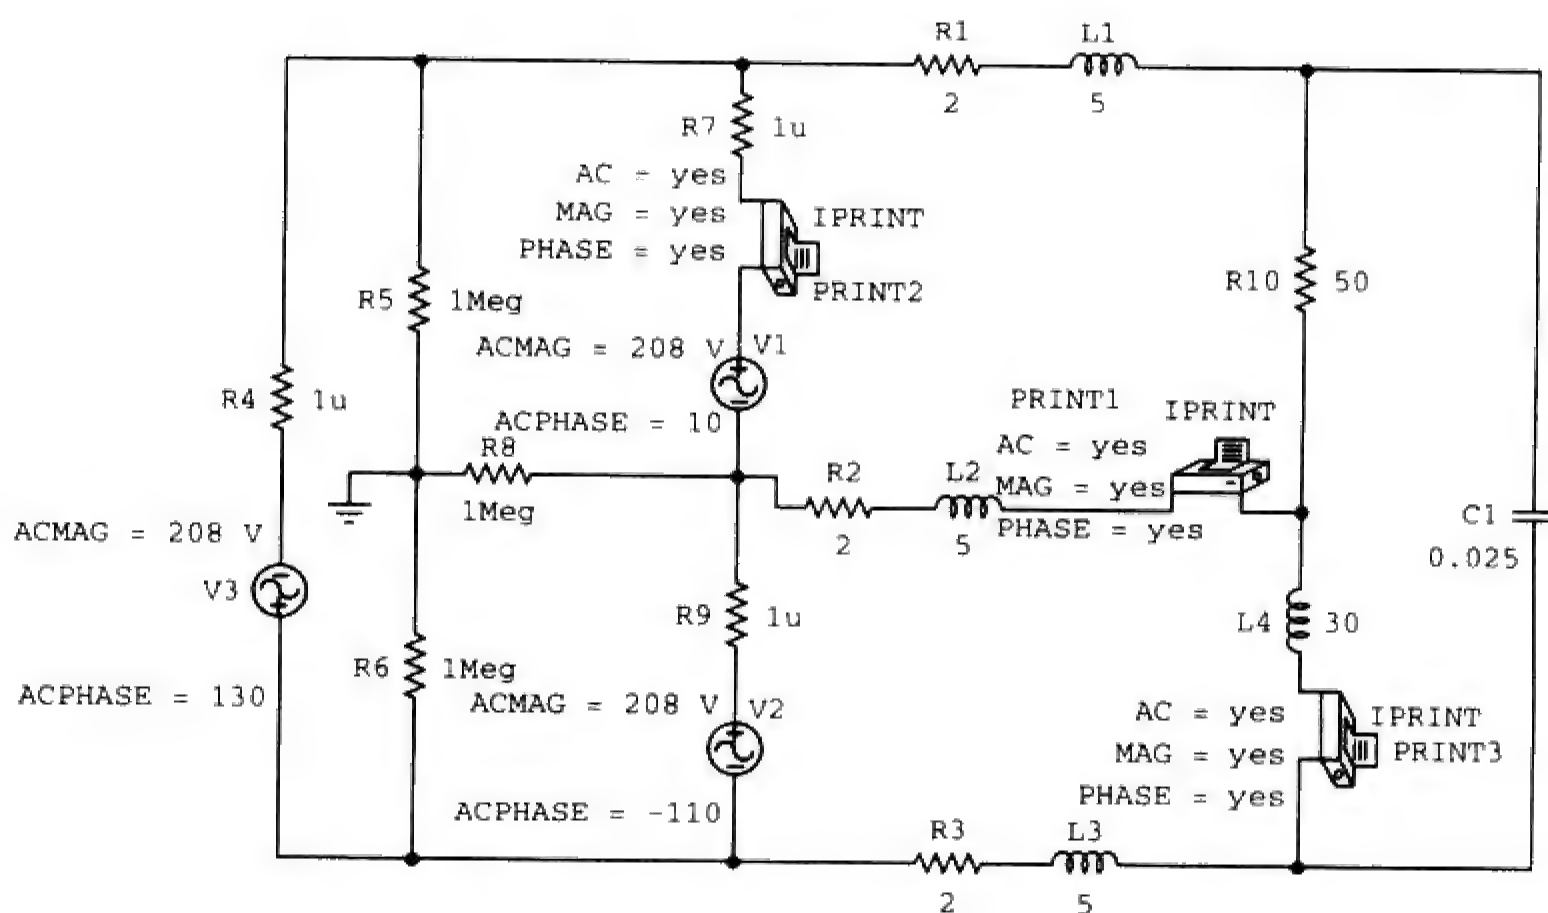 R1
L1
2
5
R7
1u
AC = yes
MAG = yes
PHASE = yes
IPRINT
PRINT2
R5
1Meg
R10
50
ACMAG = 208 V
V1
R4
1u
ACPHASE = 10
PRINT1
IPRINT
AC = yes
MAG = yes
PHASE = yes
R8
1Meg
R2
L2
2
5
C1
0.025
ACMAG = 208 V
V3
R9
1u
L4
30
R6
1Meg
ACPHASE = 130
ACMAG = 208 V
V2
AC = yes
MAG = yes
PHASE = yes
IPRINT
PRINT3
ACPHASE = -110
R3
L3
2
5